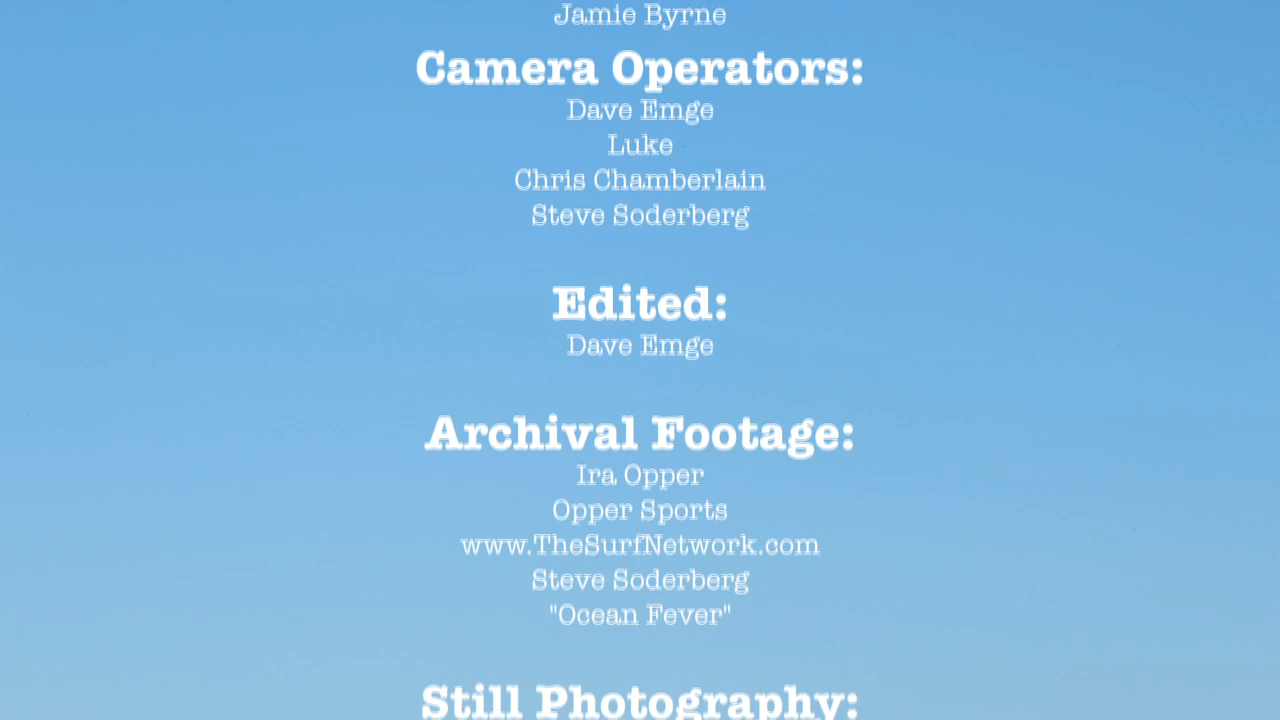 Jamie Byrne
Camera Operators:
Dave Emge
Luke
Chris Chamberlain
Steve Soderberg
Edited:
Dave Emge
Archival Footage:
Ira Opper
Opper Sports
www.TheSurfNetwork.com
Steve Soderberg
"Ocean Fever"
Still Photography: